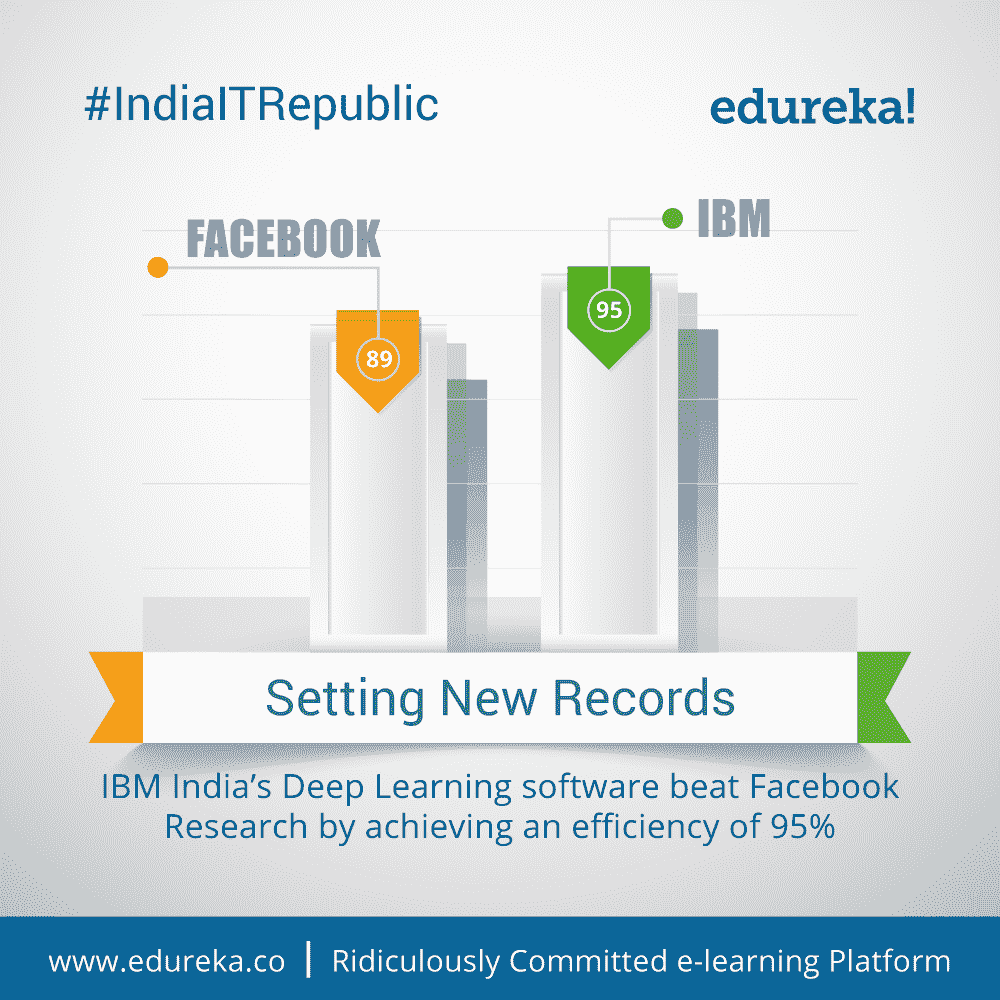 #IndiaITRepublic
edureka!
FACEBOOK
IBM
89
95
Setting New Records
IBM India’s Deep Learning software beat Facebook
Research by achieving an efficiency of 95%
www.edureka.co | Ridiculously Committed e-learning Platform